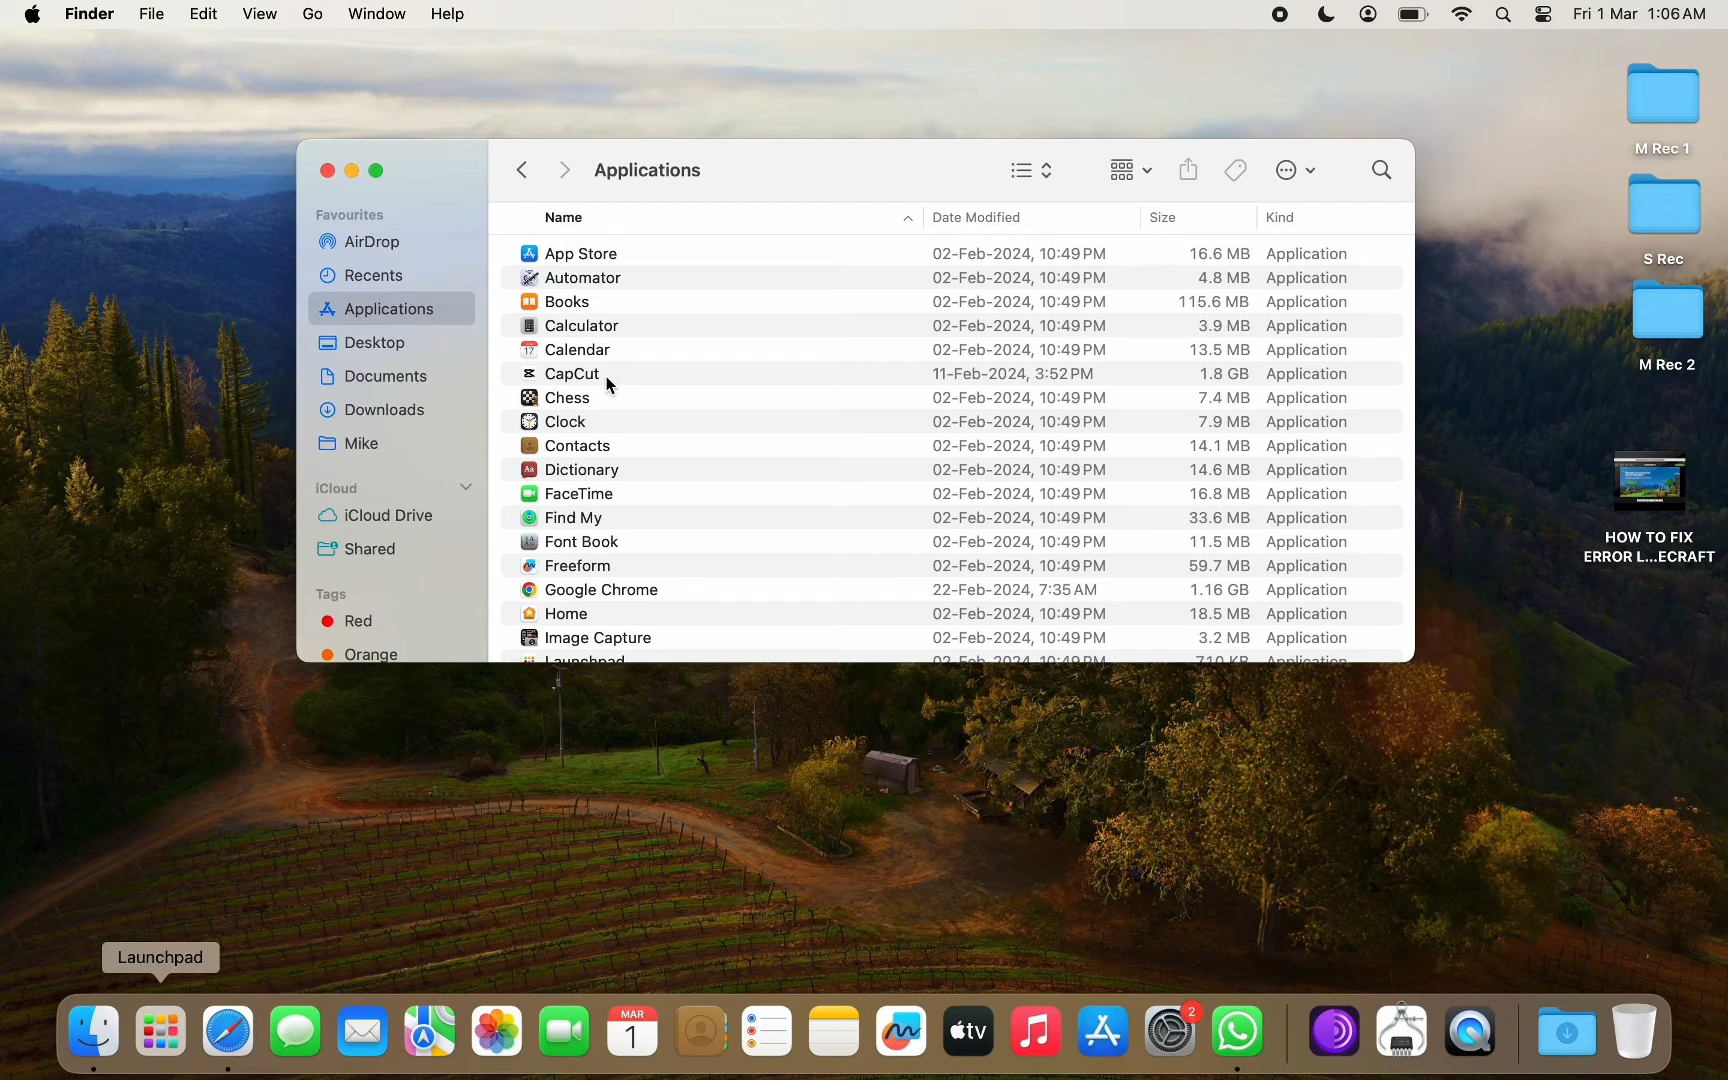 Finder File Edit View Go Window Help Fri 1 Mar 1:06 AM
M Rec 1
S Rec
M Rec 2
HOW TO FIX
ERROR L...ECRAFT
Applications
Favourites
AirDrop
Recents
Applications
Desktop
Documents
Downloads
Mike
iCloud
iCloud Drive
Shared
Tags
Red
Orange
Name Date Modified Size Kind
App Store 02-Feb-2024, 10:49 PM 16.6 MB Application
Automator 02-Feb-2024, 10:49 PM 4.8 MB Application
Books 02-Feb-2024, 10:49 PM 115.6 MB Application
Calculator 02-Feb-2024, 10:49 PM 3.9 MB Application
Calendar 02-Feb-2024, 10:49 PM 13.5 MB Application
CapCut 11-Feb-2024, 3:52 PM 1.8 GB Application
Chess 02-Feb-2024, 10:49 PM 7.4 MB Application
Clock 02-Feb-2024, 10:49 PM 7.9 MB Application
Contacts 02-Feb-2024, 10:49 PM 14.1 MB Application
Dictionary 02-Feb-2024, 10:49 PM 14.6 MB Application
FaceTime 02-Feb-2024, 10:49 PM 16.8 MB Application
Find My 02-Feb-2024, 10:49 PM 33.6 MB Application
Font Book 02-Feb-2024, 10:49 PM 11.5 MB Application
Freeform 02-Feb-2024, 10:49 PM 59.7 MB Application
Google Chrome 22-Feb-2024, 7:35 AM 1.16 GB Application
Home 02-Feb-2024, 10:49 PM 18.5 MB Application
Image Capture 02-Feb-2024, 10:49 PM 3.2 MB Application
Launchpad 02-Feb-2024, 10:49 PM 710 KB Application
Launchpad
MAR
1
tv
2